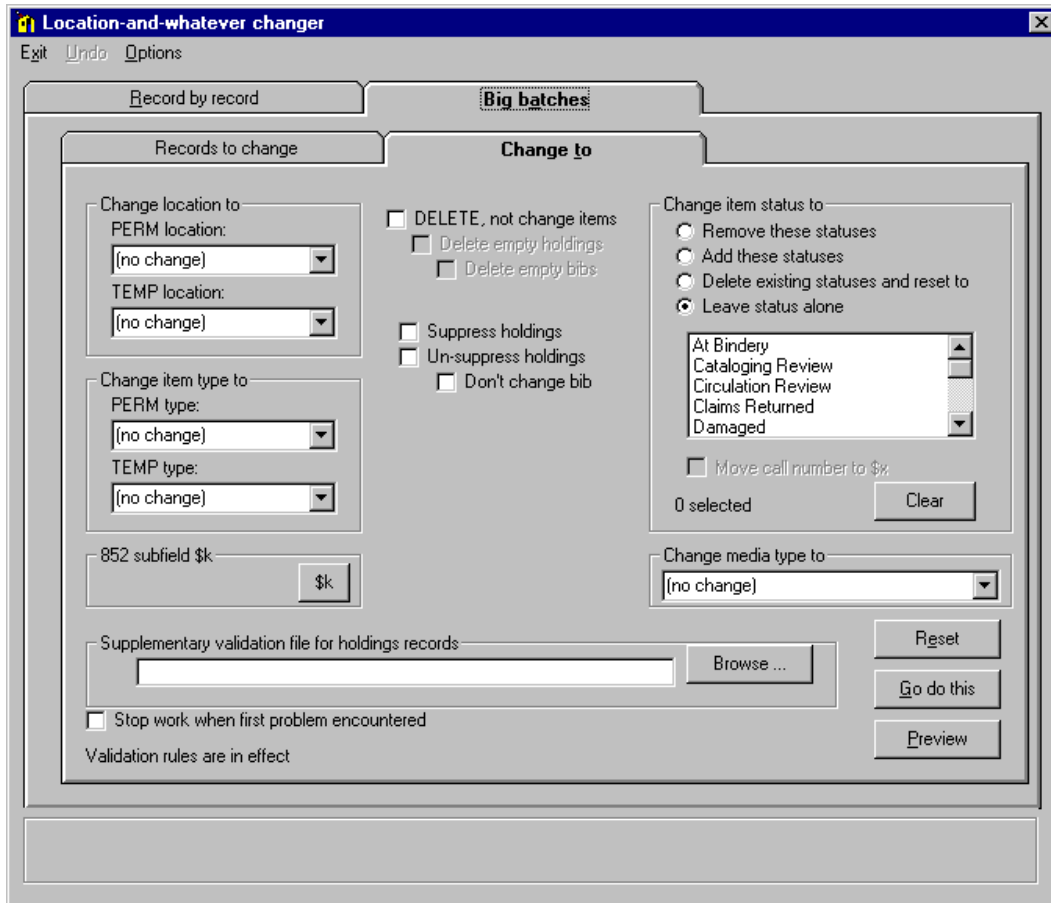 Location-and-whatever changer
Exit Undo Options
Record by record
Big batches
Records to change
Change to
Change location to
PERM location:
(no change)
TEMP location:
(no change)
Change item type to
PERM type:
(no change)
TEMP type:
(no change)
852 subfield $k
$k
DELETE, not change items
Delete empty holdings
Delete empty bibs
Suppress holdings
Un-suppress holdings
Don't change bib
Change item status to
Remove these statuses
Add these statuses
Delete existing statuses and reset to
Leave status alone
At Bindery
Cataloging Review
Circulation Review
Claims Returned
Damaged
Move call number to $x
0 selected
Clear
Change media type to
(no change)
Supplementary validation file for holdings records
Browse ...
Stop work when first problem encountered
Validation rules are in effect
Reset
Go do this
Preview